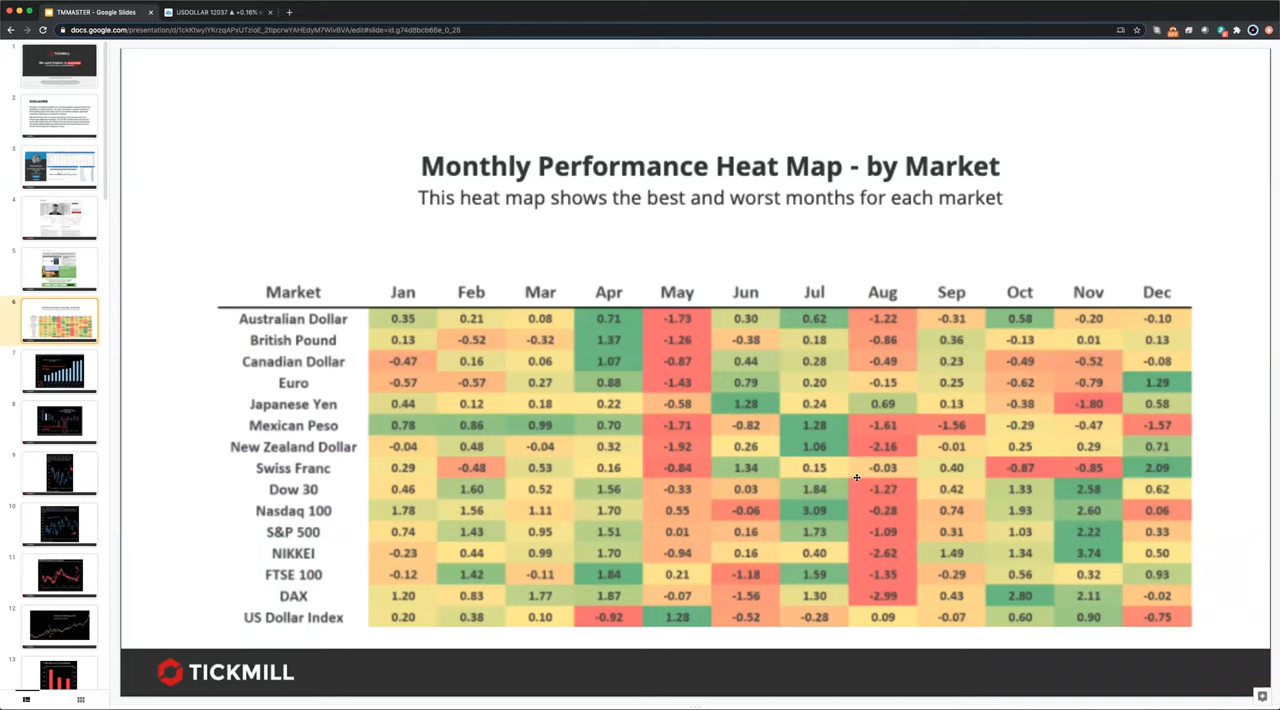 TMMASTER - Google Slides
USDOLLAR 12037 ▲ +0.16%
docs.google.com/presentation/d/
1
TICKMILL
2
DISCLAIMER
3
4
5
6
7
8
9
10
11
12
13
Monthly Performance Heat Map - by Market
This heat map shows the best and worst months for each market
Market Jan Feb Mar Apr May Jun Jul Aug Sep Oct Nov Dec
Australian Dollar 0.35 0.21 0.08 0.71 -1.73 0.30 0.62 -1.22 -0.31 0.58 -0.20 -0.10
British Pound 0.13 -0.52 -0.32 1.37 -1.26 -0.38 0.18 -0.86 0.36 -0.13 0.01 0.13
Canadian Dollar -0.47 0.16 0.06 1.07 -0.87 0.44 0.28 -0.49 0.23 -0.49 -0.52 -0.08
Euro -0.57 -0.57 0.27 0.88 -1.43 0.79 0.20 -0.15 0.25 -0.62 -0.79 1.29
Japanese Yen 0.44 0.12 0.18 0.22 -0.58 1.28 0.24 0.69 0.13 -0.38 -1.80 0.58
Mexican Peso 0.78 0.86 0.99 0.70 -1.71 -0.82 1.28 -1.61 -1.56 -0.29 -0.47 -1.57
New Zealand Dollar -0.04 0.48 -0.04 0.32 -1.92 0.26 1.06 -2.16 -0.01 0.25 0.29 0.71
Swiss Franc 0.29 -0.48 0.53 0.16 -0.84 1.34 0.15 -0.03 0.40 -0.87 -0.85 2.09
Dow 30 0.46 1.60 0.52 1.56 -0.33 0.03 1.84 -1.27 0.42 1.33 2.58 0.62
Nasdaq 100 1.78 1.56 1.11 1.70 0.55 -0.06 3.09 -0.28 0.74 1.93 2.60 0.06
S&P 500 0.74 1.43 0.95 1.51 0.01 0.16 1.73 -1.09 0.31 1.03 2.22 0.33
NIKKEI -0.23 0.44 0.99 1.70 -0.94 0.16 0.40 -2.62 1.49 1.34 3.74 0.50
FTSE 100 -0.12 1.42 -0.11 1.84 0.21 -1.18 1.59 -1.35 -0.29 0.56 0.32 0.93
DAX 1.20 0.83 1.77 1.87 -0.07 -1.56 1.30 -2.99 0.43 2.80 2.11 -0.02
US Dollar Index 0.20 0.38 0.10 -0.92 1.28 -0.52 -0.28 0.09 -0.07 0.60 0.90 -0.75
TICKMILL